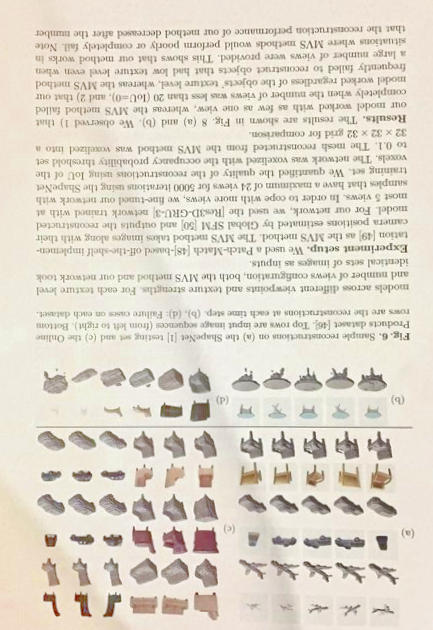 (a)
(c)
(b)
(d)
Fig. 6. Sample reconstructions on (a) the ShapeNet [1] testing set and (c) the Online
Products dataset [46]. Top rows are input image sequences (from left to right). Bottom
rows are the reconstructions at each time step. (b), (d): Failure cases on each dataset.
models across different viewpoints and texture strengths. For each texture level
and number of views configuration, both the MVS method and our network took
identical sets of images as inputs.
Experiment setup. We used a Patch-Match [48]-based off-the-shelf implemen-
tation [49] as the MVS method. The MVS method takes images along with their
camera positions estimated by Global SFM [50] and outputs the reconstructed
model. For our network, we used the [Res3D-GRU-3] network trained with at
most 5 views. In order to cope with more views, we fine-tuned our network with
samples that have a maximum of 24 views for 5000 iterations using the ShapeNet
training set. We quantified the quality of the reconstructions using IoU of the
voxels. The network was voxelized with the occupancy probability threshold set
to 0.1. The mesh reconstructed from the MVS method was voxelized into a
32 × 32 × 32 grid for comparison.
Results. The results are shown in Fig. 8 (a) and (b). We observed 1) that
our model worked with as few as one view, whereas the MVS method failed
completely when the number of views was less than 20 (IoU=0), and 2) that our
model worked regardless of the objects' texture level, whereas the MVS method
frequently failed to reconstruct objects that had low texture level even when
a large number of views were provided. This shows that our method works in
situations where MVS methods would perform poorly or completely fail. Note
that the reconstruction performance of our method decreased after the number